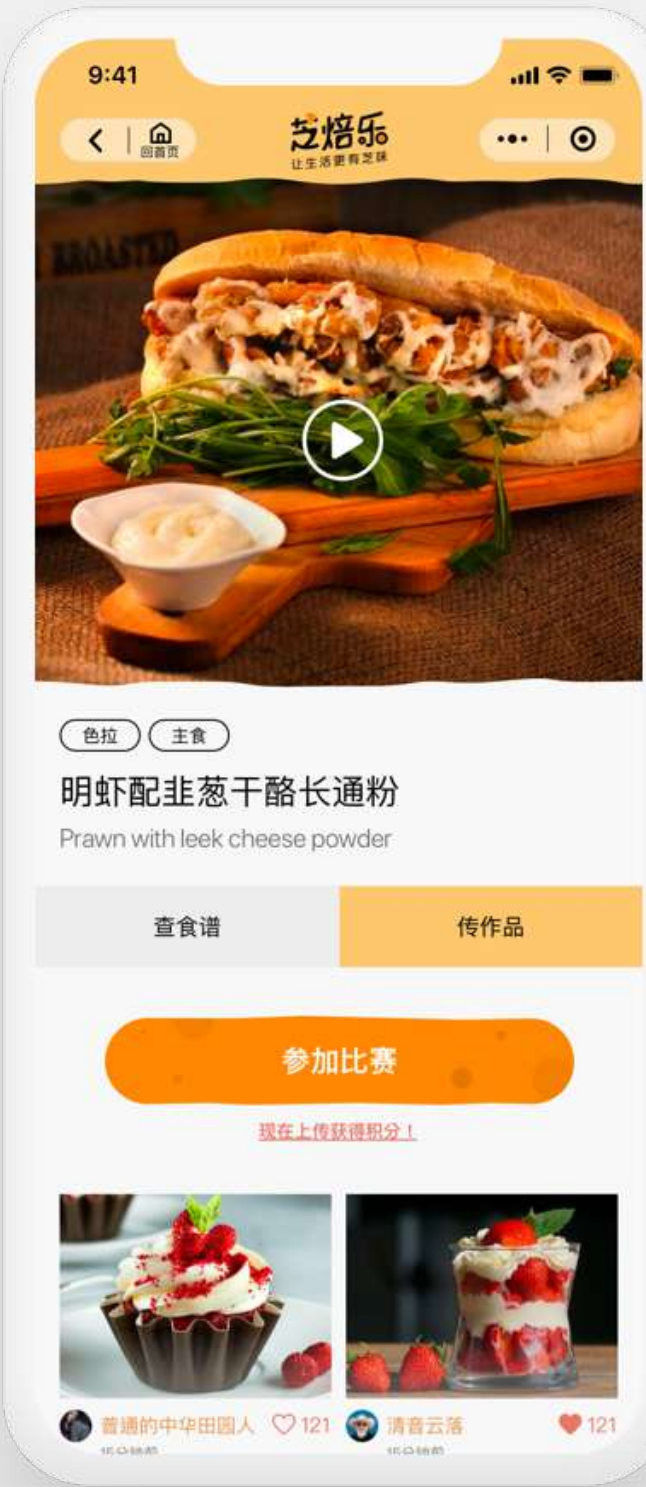 9:41
回首页
芝焙乐
让生活更有芝味
BROASTED
色拉 主食
明虾配韭葱干酪长通粉
Prawn with leek cheese powder
查食谱 传作品
参加比赛
现在上传获得积分！
普通的中华田园人 121 清音云落 121